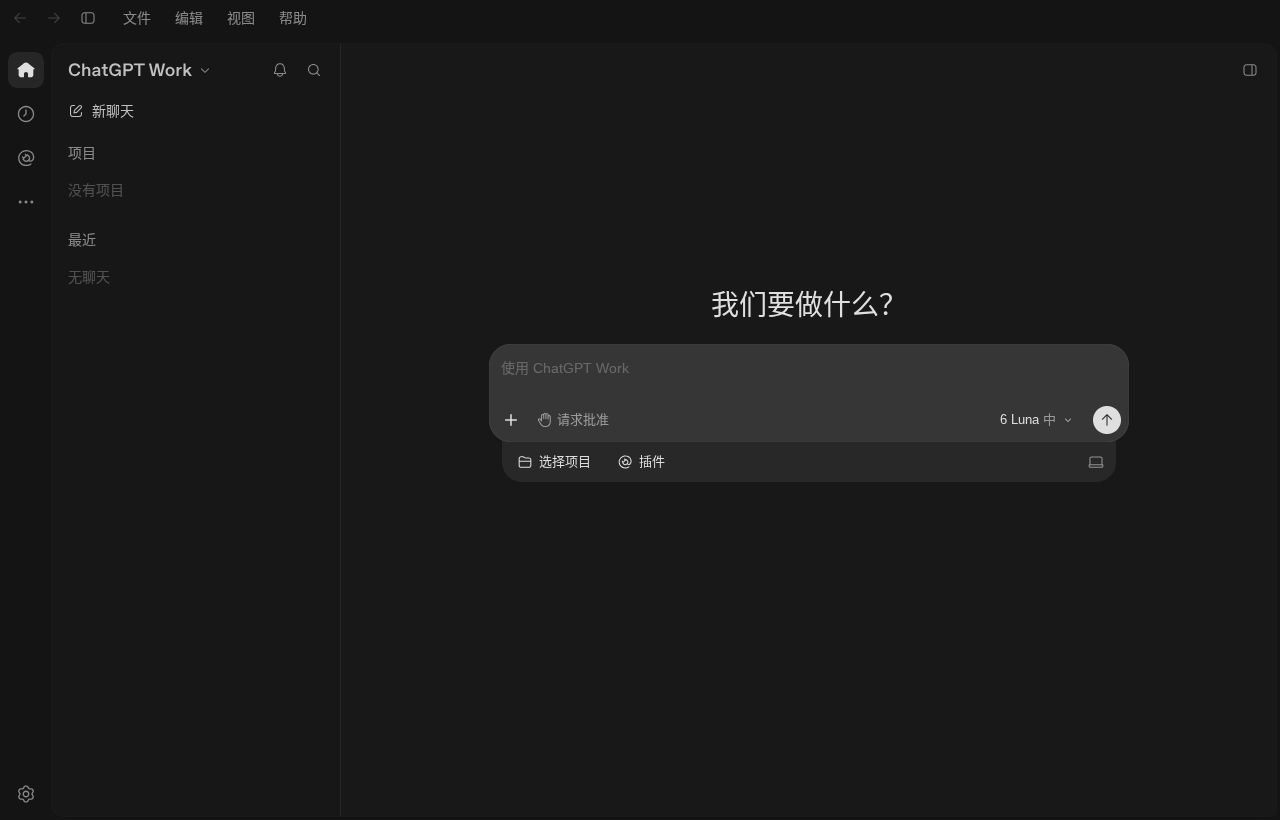 文件 编辑 视图 帮助
ChatGPT Work
新聊天
项目
没有项目
最近
无聊天
我们要做什么？
使用 ChatGPT Work
请求批准
6 Luna 中
选择项目 插件